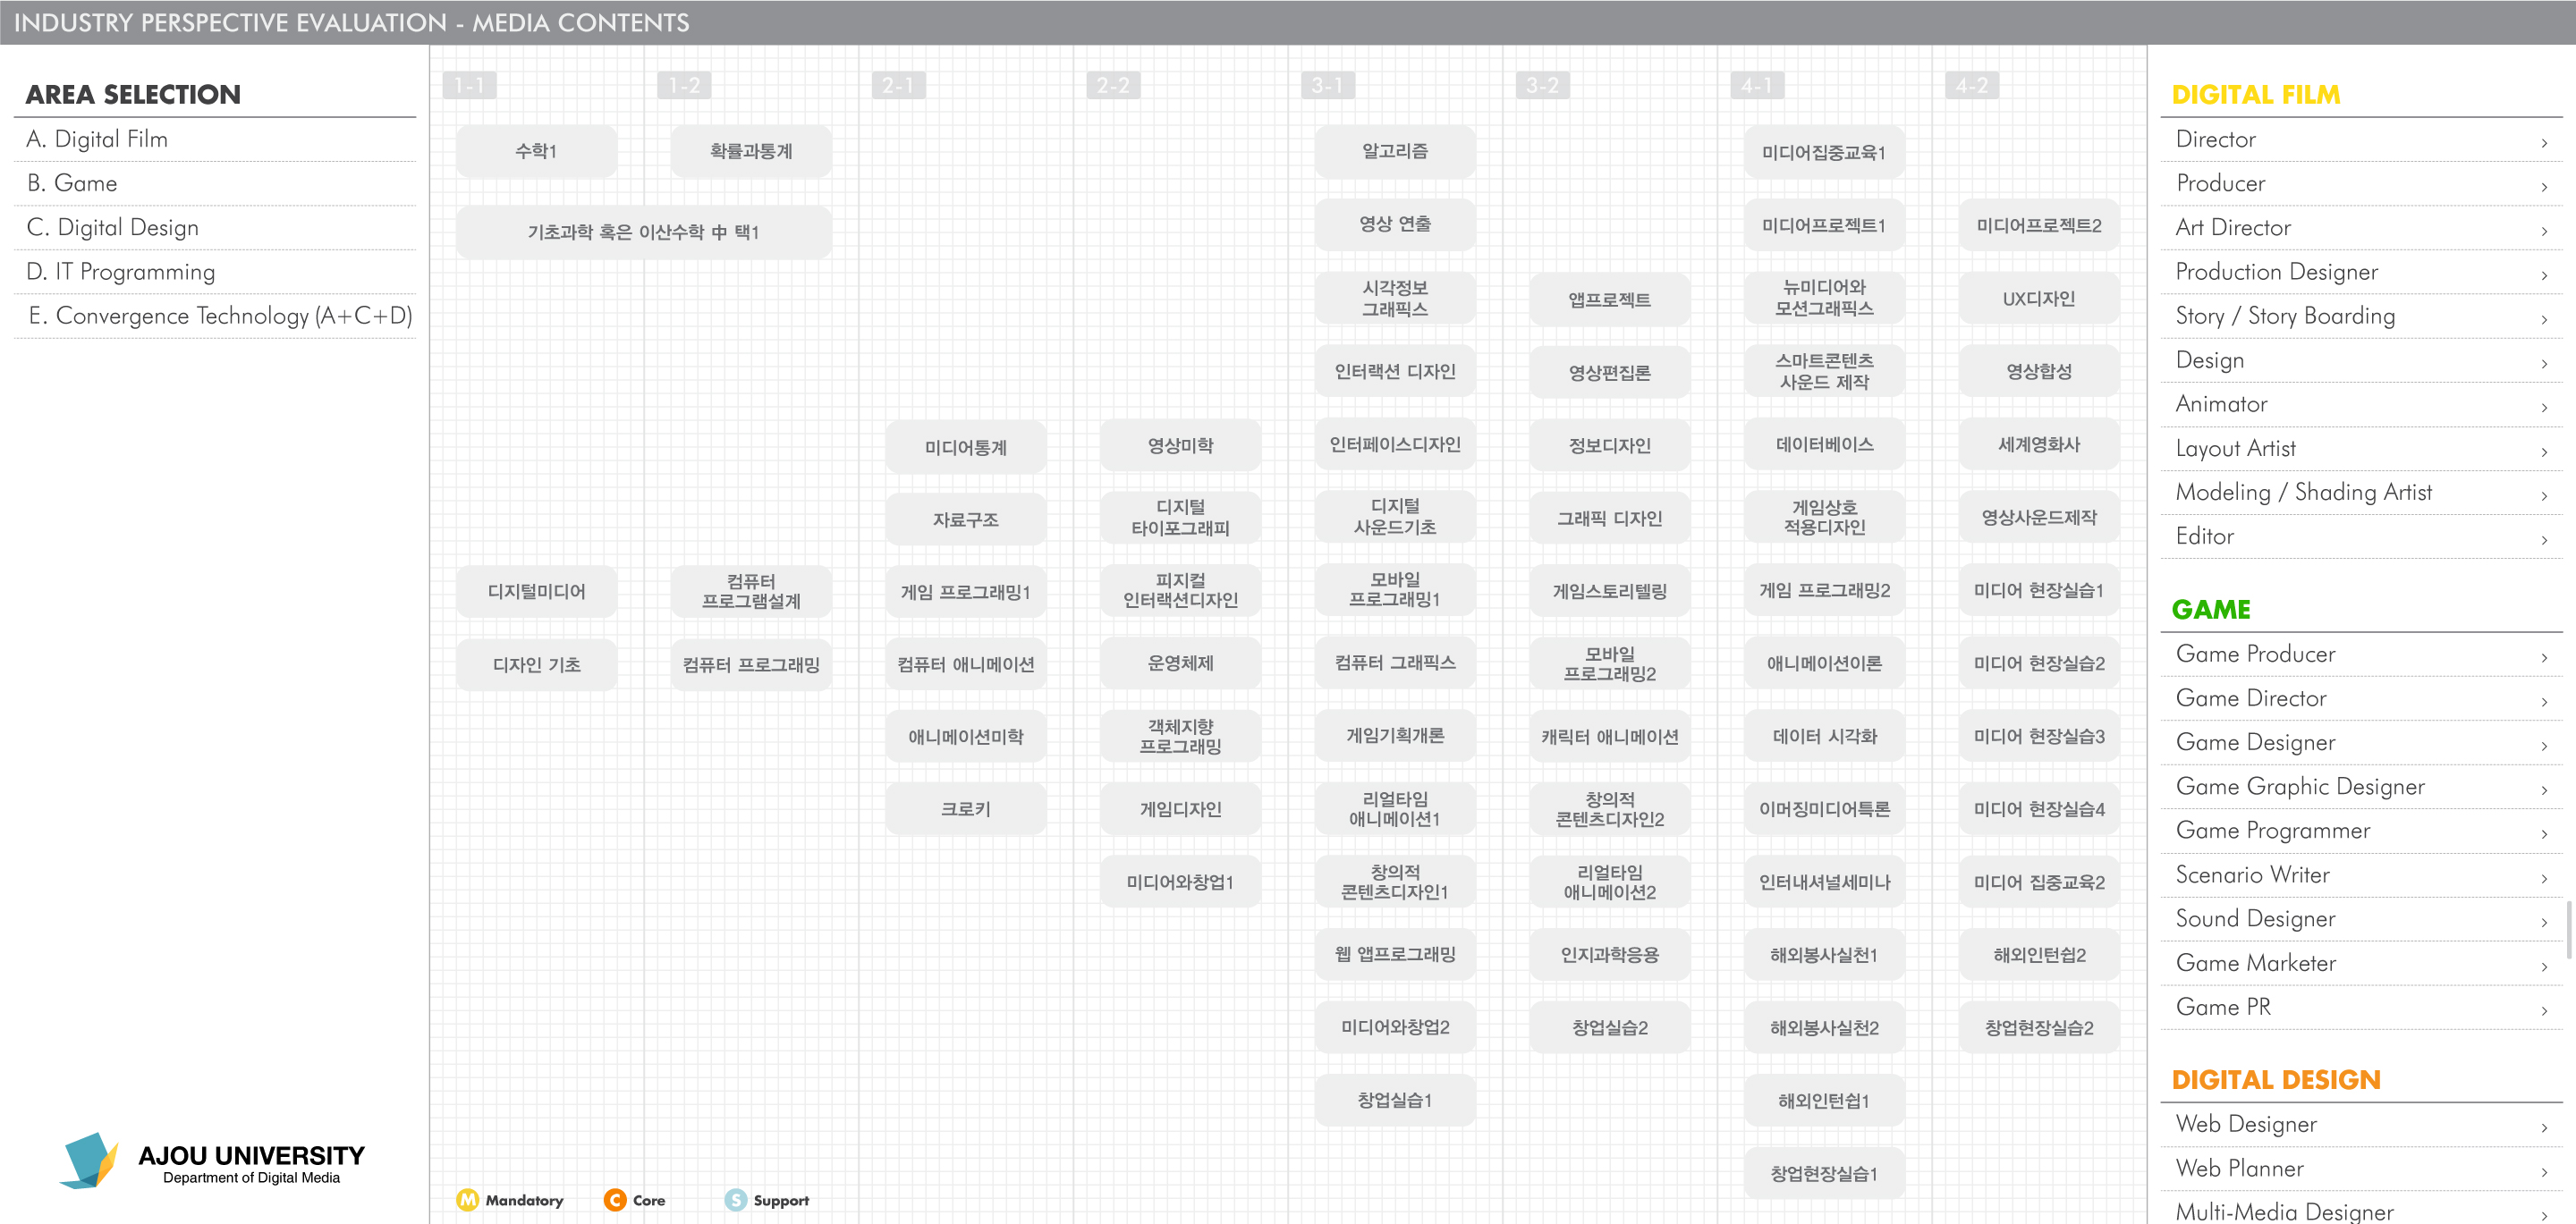 INDUSTRY PERSPECTIVE EVALUATION - MEDIA CONTENTS
AREA SELECTION
A. Digital Film
B. Game
C. Digital Design
D. IT Programming
E. Convergence Technology (A+C+D)
AJOU UNIVERSITY
Department of Digital Media
1-1
수학1
기초과학 혹은 이산수학 中 택1
디지털미디어
디자인 기초
1-2
확률과통계
컴퓨터
프로그램설계
컴퓨터 프로그래밍
2-1
미디어통계
자료구조
게임 프로그래밍1
컴퓨터 애니메이션
애니메이션미학
크로키
2-2
영상미학
디지털
타이포그래피
피지컬
인터랙션디자인
운영체제
객체지향
프로그래밍
게임디자인
미디어와창업1
3-1
알고리즘
영상 연출
시각정보
그래픽스
인터랙션 디자인
인터페이스디자인
디지털
사운드기초
모바일
프로그래밍1
컴퓨터 그래픽스
게임기획개론
리얼타임
애니메이션1
창의적
콘텐츠디자인1
웹 앱프로그래밍
미디어와창업2
창업실습1
3-2
앱프로젝트
영상편집론
정보디자인
그래픽 디자인
게임스토리텔링
모바일
프로그래밍2
캐릭터 애니메이션
창의적
콘텐츠디자인2
리얼타임
애니메이션2
인지과학응용
창업실습2
4-1
미디어집중교육1
미디어프로젝트1
뉴미디어와
모션그래픽스
스마트콘텐츠
사운드 제작
데이터베이스
게임상호
적용디자인
게임 프로그래밍2
애니메이션이론
데이터 시각화
이머징미디어특론
인터내셔널세미나
해외봉사실천1
해외봉사실천2
해외인턴쉽1
창업현장실습1
4-2
미디어프로젝트2
UX디자인
영상합성
세계영화사
영상사운드제작
미디어 현장실습1
미디어 현장실습2
미디어 현장실습3
미디어 현장실습4
미디어 집중교육2
해외인턴쉽2
창업현장실습2
M Mandatory
C Core
S Support
DIGITAL FILM
Director
Producer
Art Director
Production Designer
Story / Story Boarding
Design
Animator
Layout Artist
Modeling / Shading Artist
Editor
GAME
Game Producer
Game Director
Game Designer
Game Graphic Designer
Game Programmer
Scenario Writer
Sound Designer
Game Marketer
Game PR
DIGITAL DESIGN
Web Designer
Web Planner
Multi-Media Designer